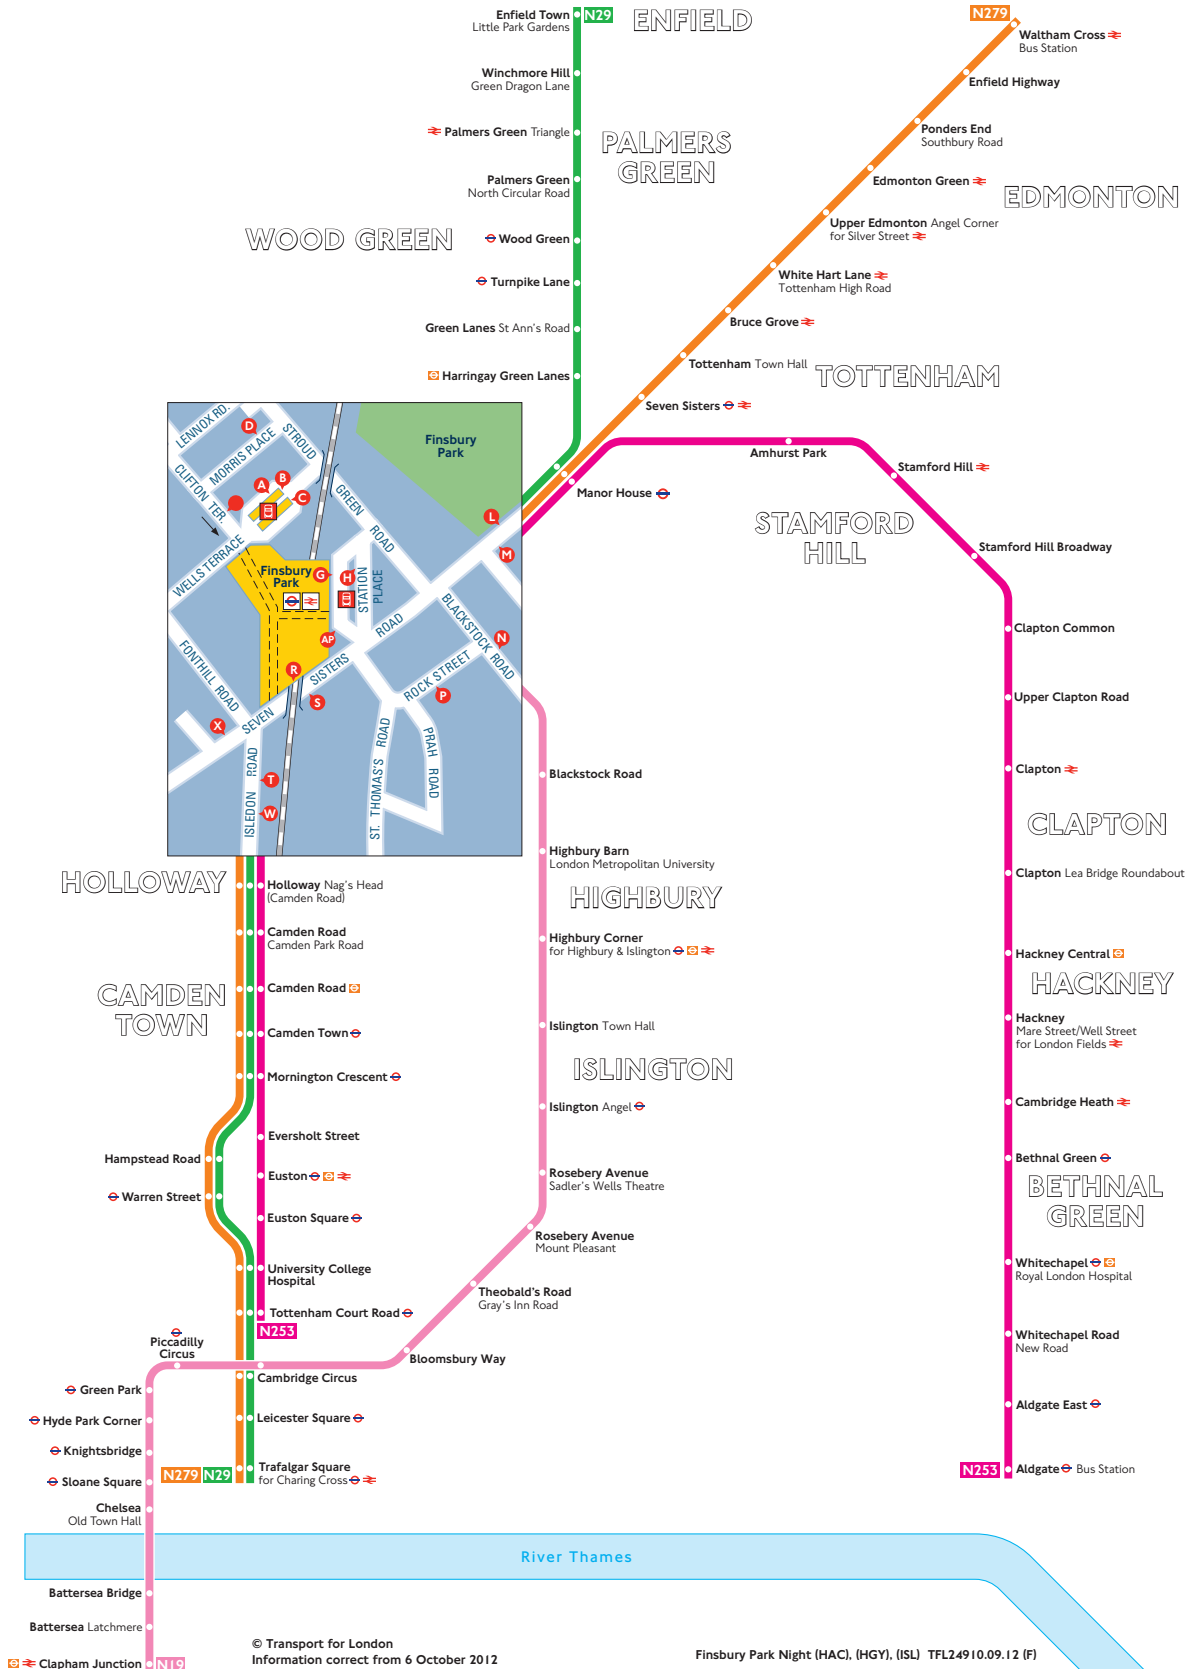 Enfield Town
Little Park Gardens
N29
ENFIELD
N279
Waltham Cross
Bus Station
Winchmore Hill
Green Dragon Lane
Enfield Highway
Palmers Green Triangle
PALMERS
GREEN
Ponders End
Southbury Road
Palmers Green
North Circular Road
Edmonton Green
EDMONTON
WOOD GREEN
Wood Green
Upper Edmonton Angel Corner
for Silver Street
Turnpike Lane
White Hart Lane
Tottenham High Road
Green Lanes St Ann's Road
Bruce Grove
Harringay Green Lanes
Tottenham Town Hall
TOTTENHAM
Seven Sisters
Amhurst Park
Stamford Hill
Manor House
STAMFORD
HILL
Stamford Hill Broadway
Clapton Common
Upper Clapton Road
Clapton
CLAPTON
Clapton Lea Bridge Roundabout
Hackney Central
HACKNEY
Hackney
Mare Street/Well Street
for London Fields
Cambridge Heath
Bethnal Green
BETHNAL
GREEN
Whitechapel
Royal London Hospital
Whitechapel Road
New Road
Aldgate East
N253
Aldgate Bus Station
LENNOX RD.
D
MORRIS PLACE
STROUD
CLIFTON TER.
A
B
C
Finsbury
Park
GREEN
ROAD
L
M
WELLS TERRACE
Finsbury
Park
G
H
STATION
PLACE
AP
ROAD
BLACKSTOCK ROAD
N
FONTHILL ROAD
R
S
SISTERS
SEVEN
ROCK STREET
P
X
ISLEDON ROAD
T
W
ST. THOMAS'S ROAD
PRAH ROAD
Blackstock Road
Highbury Barn
London Metropolitan University
HIGHBURY
Highbury Corner
for Highbury & Islington
Islington Town Hall
ISLINGTON
Islington Angel
Rosebery Avenue
Sadler's Wells Theatre
Rosebery Avenue
Mount Pleasant
Theobald's Road
Gray's Inn Road
Bloomsbury Way
HOLLOWAY
Holloway Nag's Head
(Camden Road)
Camden Road
Camden Park Road
CAMDEN
TOWN
Camden Road
Camden Town
Mornington Crescent
Eversholt Street
Hampstead Road
Euston
Warren Street
Euston Square
University College
Hospital
Tottenham Court Road
N253
Piccadilly
Circus
Cambridge Circus
Green Park
Hyde Park Corner
Leicester Square
Knightsbridge
N279
N29
Trafalgar Square
for Charing Cross
Sloane Square
Chelsea
Old Town Hall
River Thames
Battersea Bridge
Battersea Latchmere
Clapham Junction
N19
© Transport for London
Information correct from 6 October 2012
Finsbury Park Night (HAC), (HGY), (ISL) TFL24910.09.12 (F)